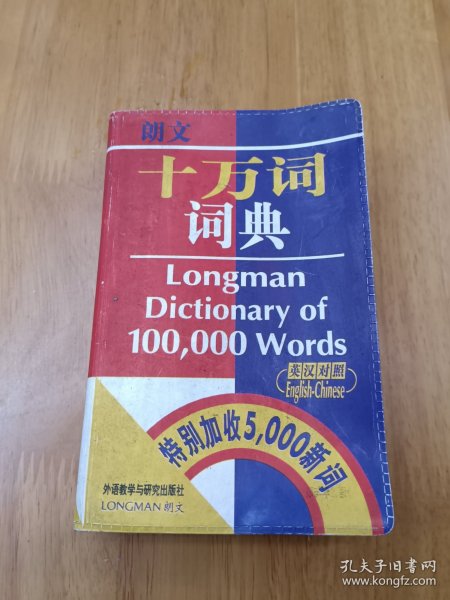 朗文
十万词
词典
Longman
Dictionary of
100,000 Words
英汉对照
English-Chinese
特别加收5,000新词
外语教学与研究出版社
LONGMAN 朗文
孔夫子旧书网
www.kongfz.com